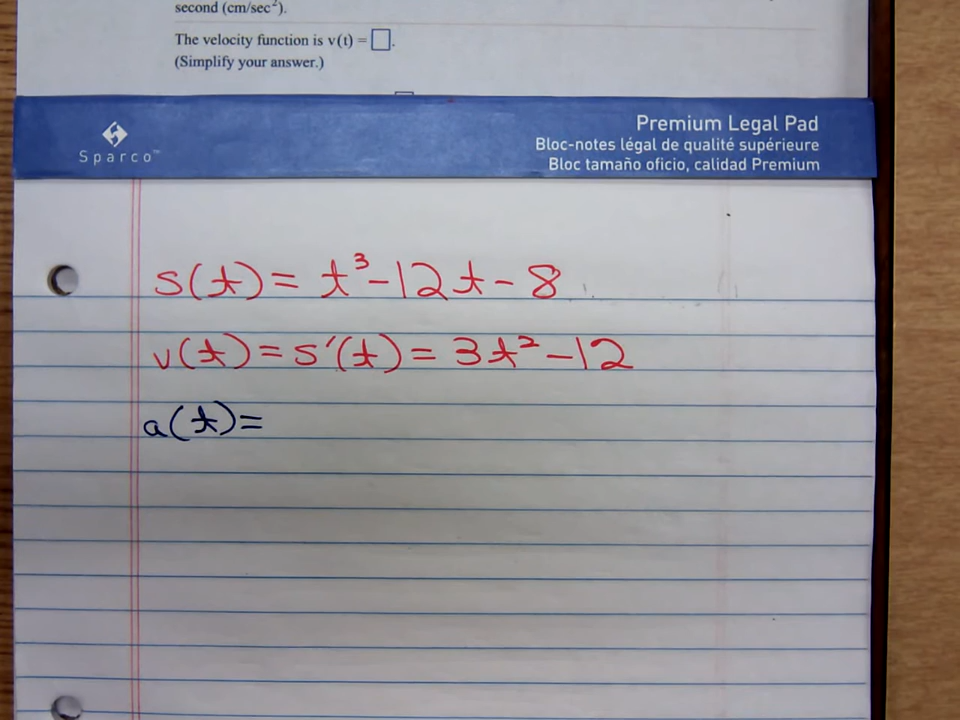 second (cm/sec²).
The velocity function is v(t) = .
(Simplify your answer.)
Sparco™
Premium Legal Pad
Bloc-notes légal de qualité supérieure
Bloc tamaño oficio, calidad Premium
s(t) = t³ - 12t - 8
v(t) = s'(t) = 3t² - 12
a(t) =